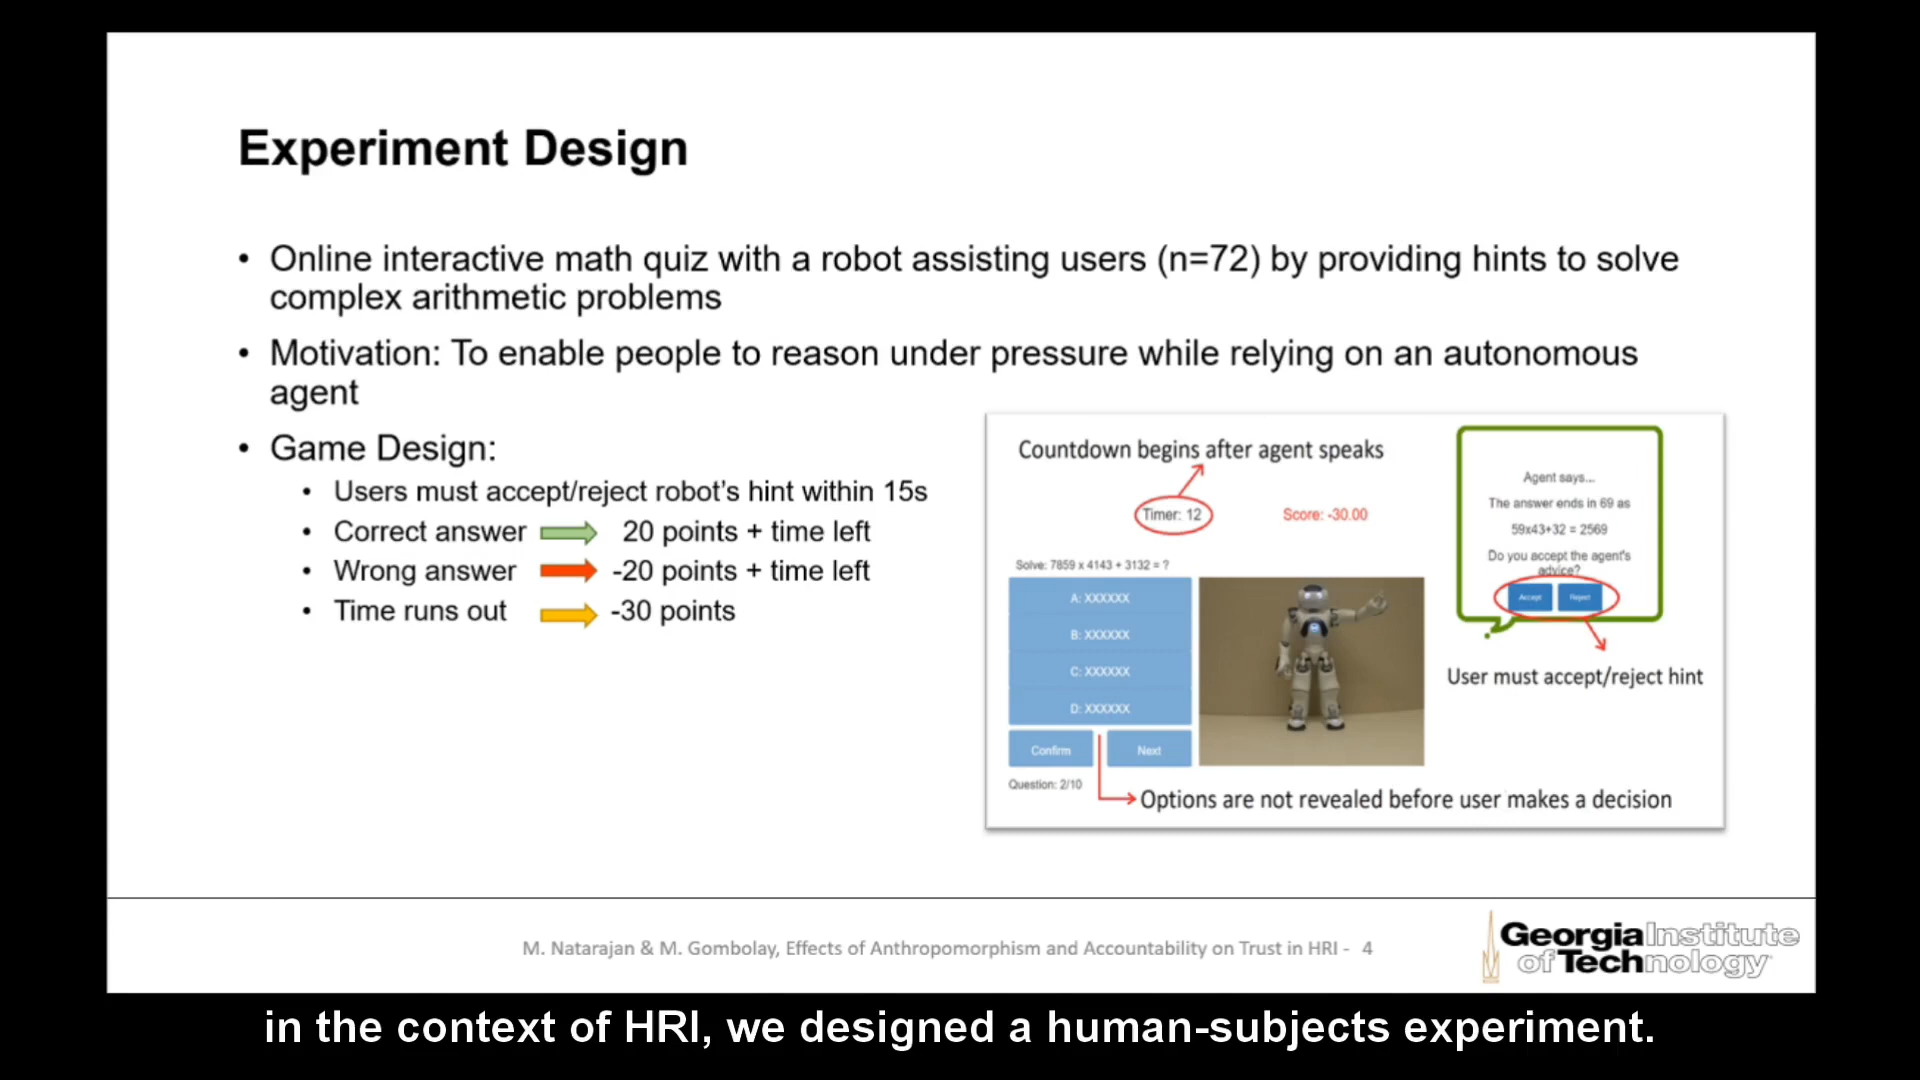 Experiment Design
• Online interactive math quiz with a robot assisting users (n=72) by providing hints to solve
complex arithmetic problems
• Motivation: To enable people to reason under pressure while relying on an autonomous
agent
• Game Design:
• Users must accept/reject robot's hint within 15s
• Correct answer 20 points + time left
• Wrong answer -20 points + time left
• Time runs out -30 points
Countdown begins after agent speaks
Timer: 12
Score: -30.00
Solve: 7859 x 4143 + 3132 = ?
A: XXXXXX
B: XXXXXX
C: XXXXXX
D: XXXXXX
Confirm
Next
Question: 2/10
Options are not revealed before user makes a decision
Agent says...
The answer ends in 69 as
59x43+32 = 2569
Do you accept the agent's
advice?
Accept
Reject
User must accept/reject hint
M. Natarajan & M. Gombolay, Effects of Anthropomorphism and Accountability on Trust in HRI - 4
Georgia Institute
of Technology
in the context of HRI, we designed a human-subjects experiment.